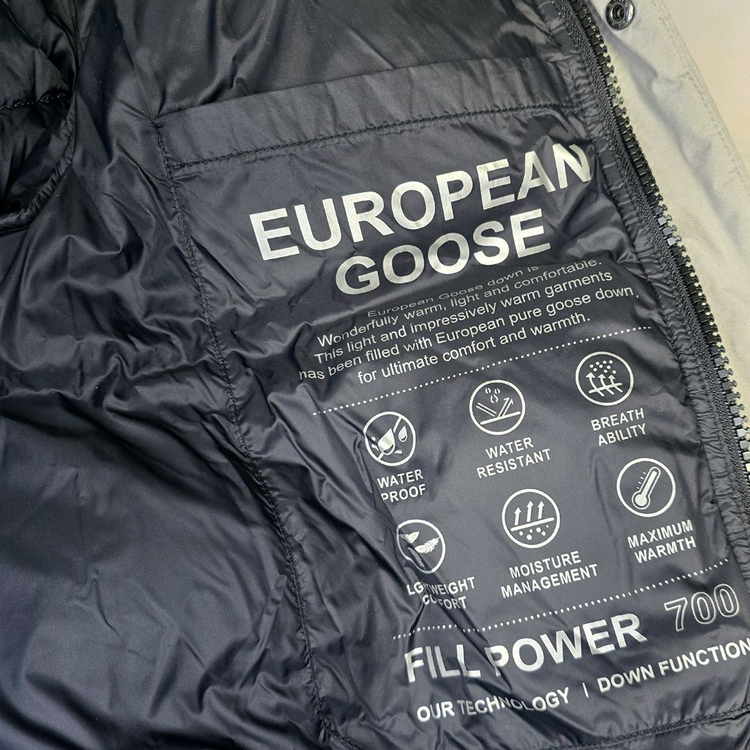 EUROPEAN
GOOSE
European Goose down is
Wonderfully warm, light and comfortable.
This light and impressively warm garments
has been filled with European pure goose down,
for ultimate comfort and warmth.
WATER
PROOF
WATER
RESISTANT
BREATH
ABILITY
MOISTURE
MANAGEMENT
MAXIMUM
WARMTH
FILL POWER 700
OUR TECHNOLOGY | DOWN FUNCTION